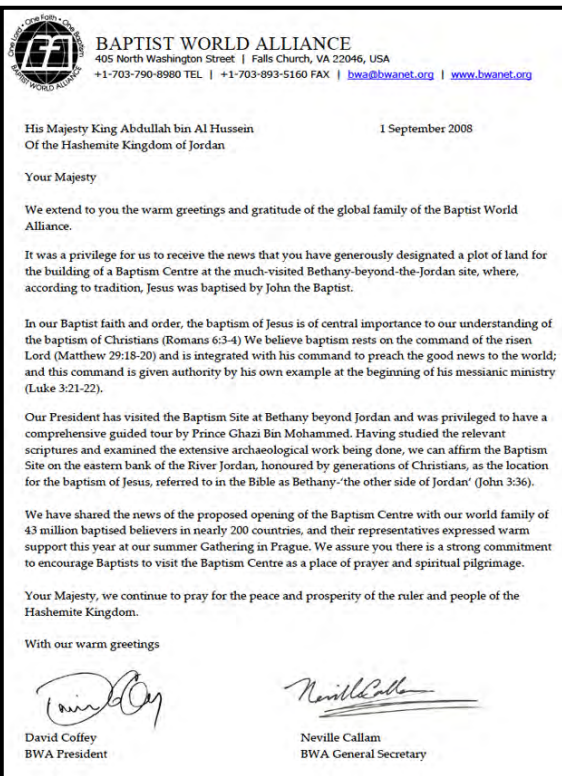 One Lord • One Faith • One Baptism
BAPTIST WORLD ALLIANCE
BAPTIST WORLD ALLIANCE
405 North Washington Street | Falls Church, VA 22046, USA
+1-703-790-8980 TEL | +1-703-893-5160 FAX | bwa@bwanet.org | www.bwanet.org
His Majesty King Abdullah bin Al Hussein 1 September 2008
Of the Hashemite Kingdom of Jordan
Your Majesty
We extend to you the warm greetings and gratitude of the global family of the Baptist World
Alliance.
It was a privilege for us to receive the news that you have generously designated a plot of land for
the building of a Baptism Centre at the much-visited Bethany-beyond-the-Jordan site, where,
according to tradition, Jesus was baptised by John the Baptist.
In our Baptist faith and order, the baptism of Jesus is of central importance to our understanding of
the baptism of Christians (Romans 6:3-4) We believe baptism rests on the command of the risen
Lord (Matthew 29:18-20) and is integrated with his command to preach the good news to the world;
and this command is given authority by his own example at the beginning of his messianic ministry
(Luke 3:21-22).
Our President has visited the Baptism Site at Bethany beyond Jordan and was privileged to have a
comprehensive guided tour by Prince Ghazi Bin Mohammed. Having studied the relevant
scriptures and examined the extensive archaeological work being done, we can affirm the Baptism
Site on the eastern bank of the River Jordan, honoured by generations of Christians, as the location
for the baptism of Jesus, referred to in the Bible as Bethany-‘the other side of Jordan’ (John 3:36).
We have shared the news of the proposed opening of the Baptism Centre with our world family of
43 million baptised believers in nearly 200 countries, and their representatives expressed warm
support this year at our summer Gathering in Prague. We assure you there is a strong commitment
to encourage Baptists to visit the Baptism Centre as a place of prayer and spiritual pilgrimage.
Your Majesty, we continue to pray for the peace and prosperity of the ruler and people of the
Hashemite Kingdom.
With our warm greetings
David Coffey Neville Callam
David Coffey Neville Callam
BWA President BWA General Secretary